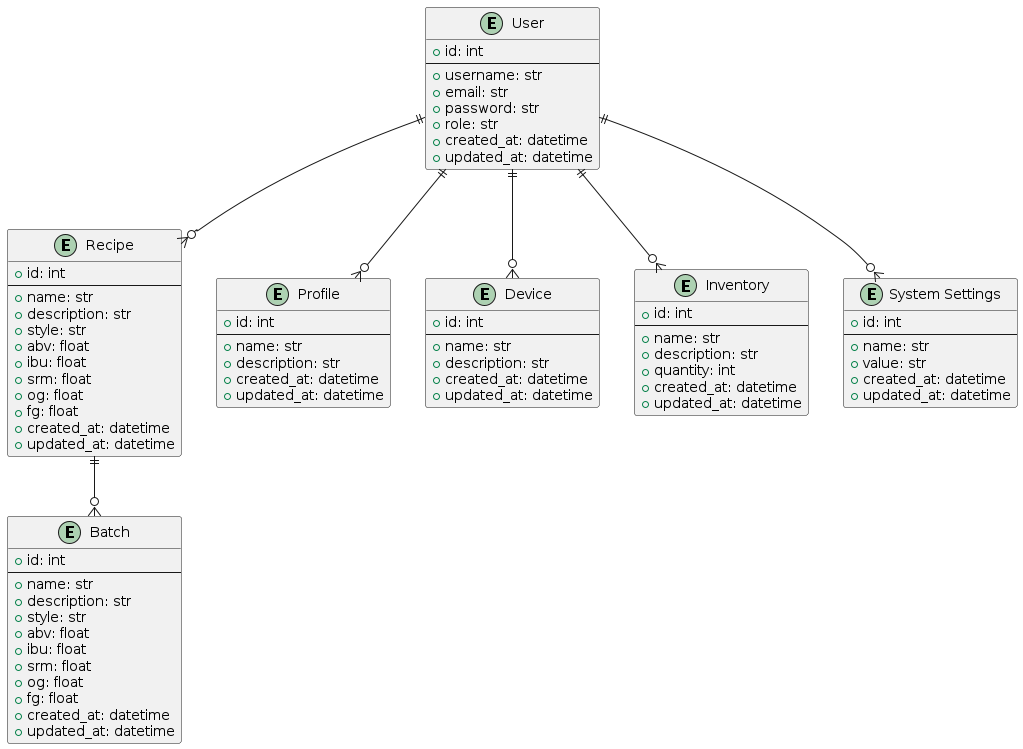 E User
id: int
username: str
email: str
password: str
role: str
created_at: datetime
updated_at: datetime
E Recipe
id: int
name: str
description: str
style: str
abv: float
ibu: float
srm: float
og: float
fg: float
created_at: datetime
updated_at: datetime
E Profile
id: int
name: str
description: str
created_at: datetime
updated_at: datetime
E Device
id: int
name: str
description: str
created_at: datetime
updated_at: datetime
E Inventory
id: int
name: str
description: str
quantity: int
created_at: datetime
updated_at: datetime
E System Settings
id: int
name: str
value: str
created_at: datetime
updated_at: datetime
E Batch
id: int
name: str
description: str
style: str
abv: float
ibu: float
srm: float
og: float
fg: float
created_at: datetime
updated_at: datetime